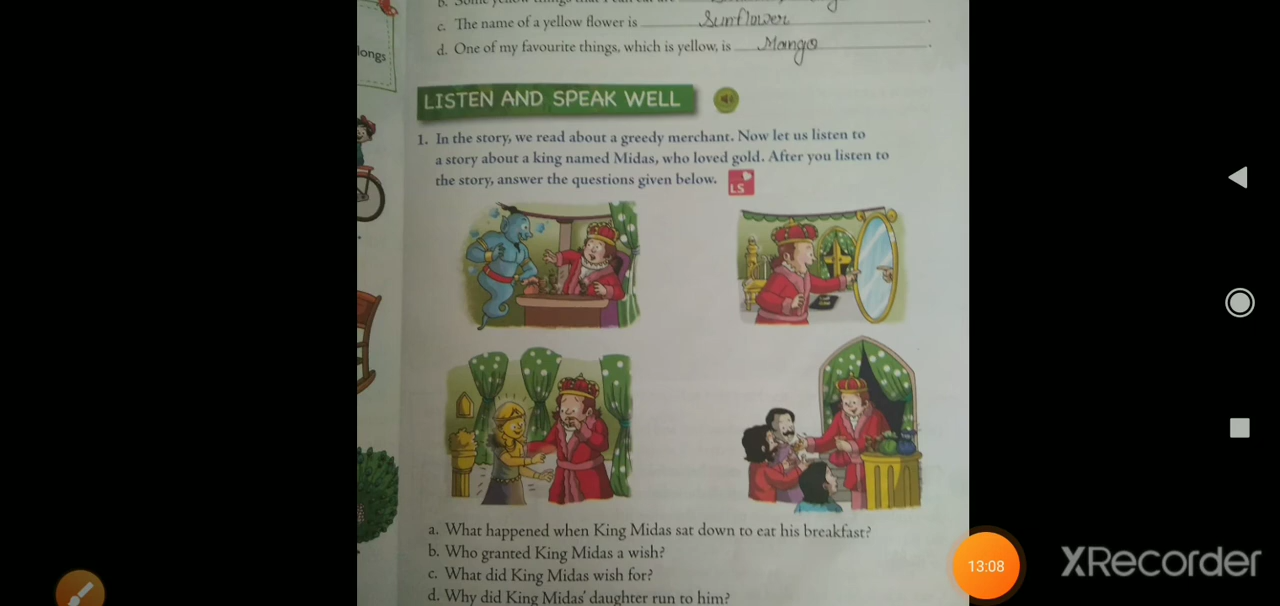 c. The name of a yellow flower is Sunflower.
longs
d. One of my favourite things, which is yellow, is Mango.
LISTEN AND SPEAK WELL
1. In the story, we read about a greedy merchant. Now let us listen to
a story about a king named Midas, who loved gold. After you listen to
the story, answer the questions given below.
LS
a. What happened when King Midas sat down to eat his breakfast?
b. Who granted King Midas a wish?
c. What did King Midas wish for?
d. Why did King Midas' daughter run to him?
13:08
XRecorder